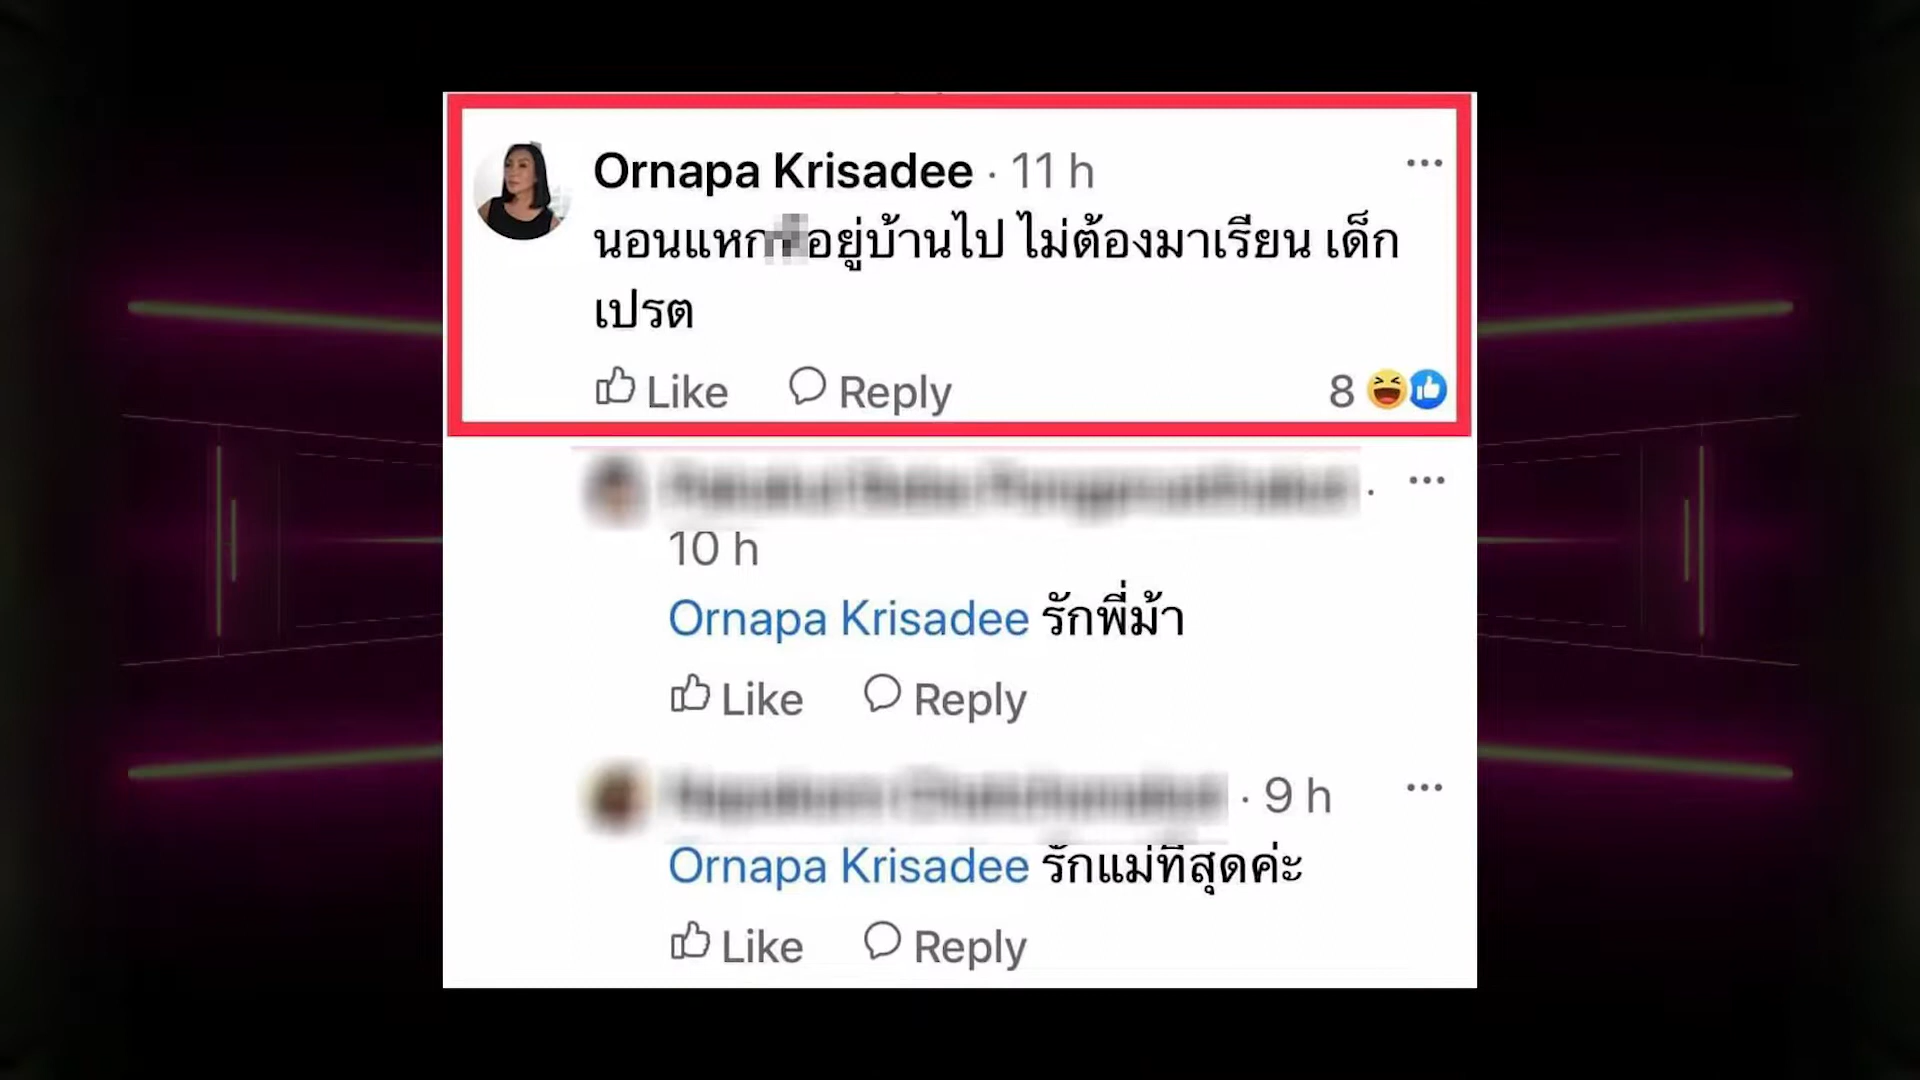 Ornapa Krisadee · 11 h
นอนแหก อยู่บ้านไป ไม่ต้องมาเรียน เด็ก
เปรต
Like Reply 8
10 h
Ornapa Krisadee รักพี่ม้า
Like Reply
· 9 h
Ornapa Krisadee รักแม่ที่สุดค่ะ
Like Reply